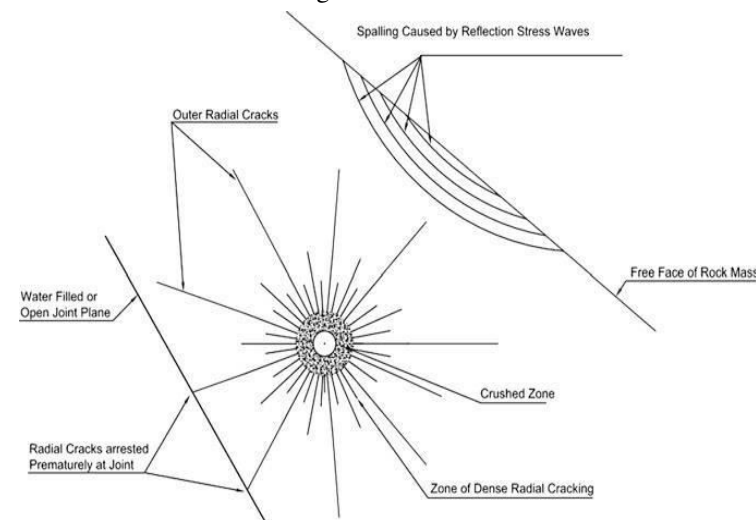 Spalling Caused by Reflection Stress Waves
Outer Radial Cracks
Free Face of Rock Mass
Water Filled or
Open Joint Plane
Crushed Zone
Radial Cracks arrested
Prematurely at Joint
Zone of Dense Radial Cracking